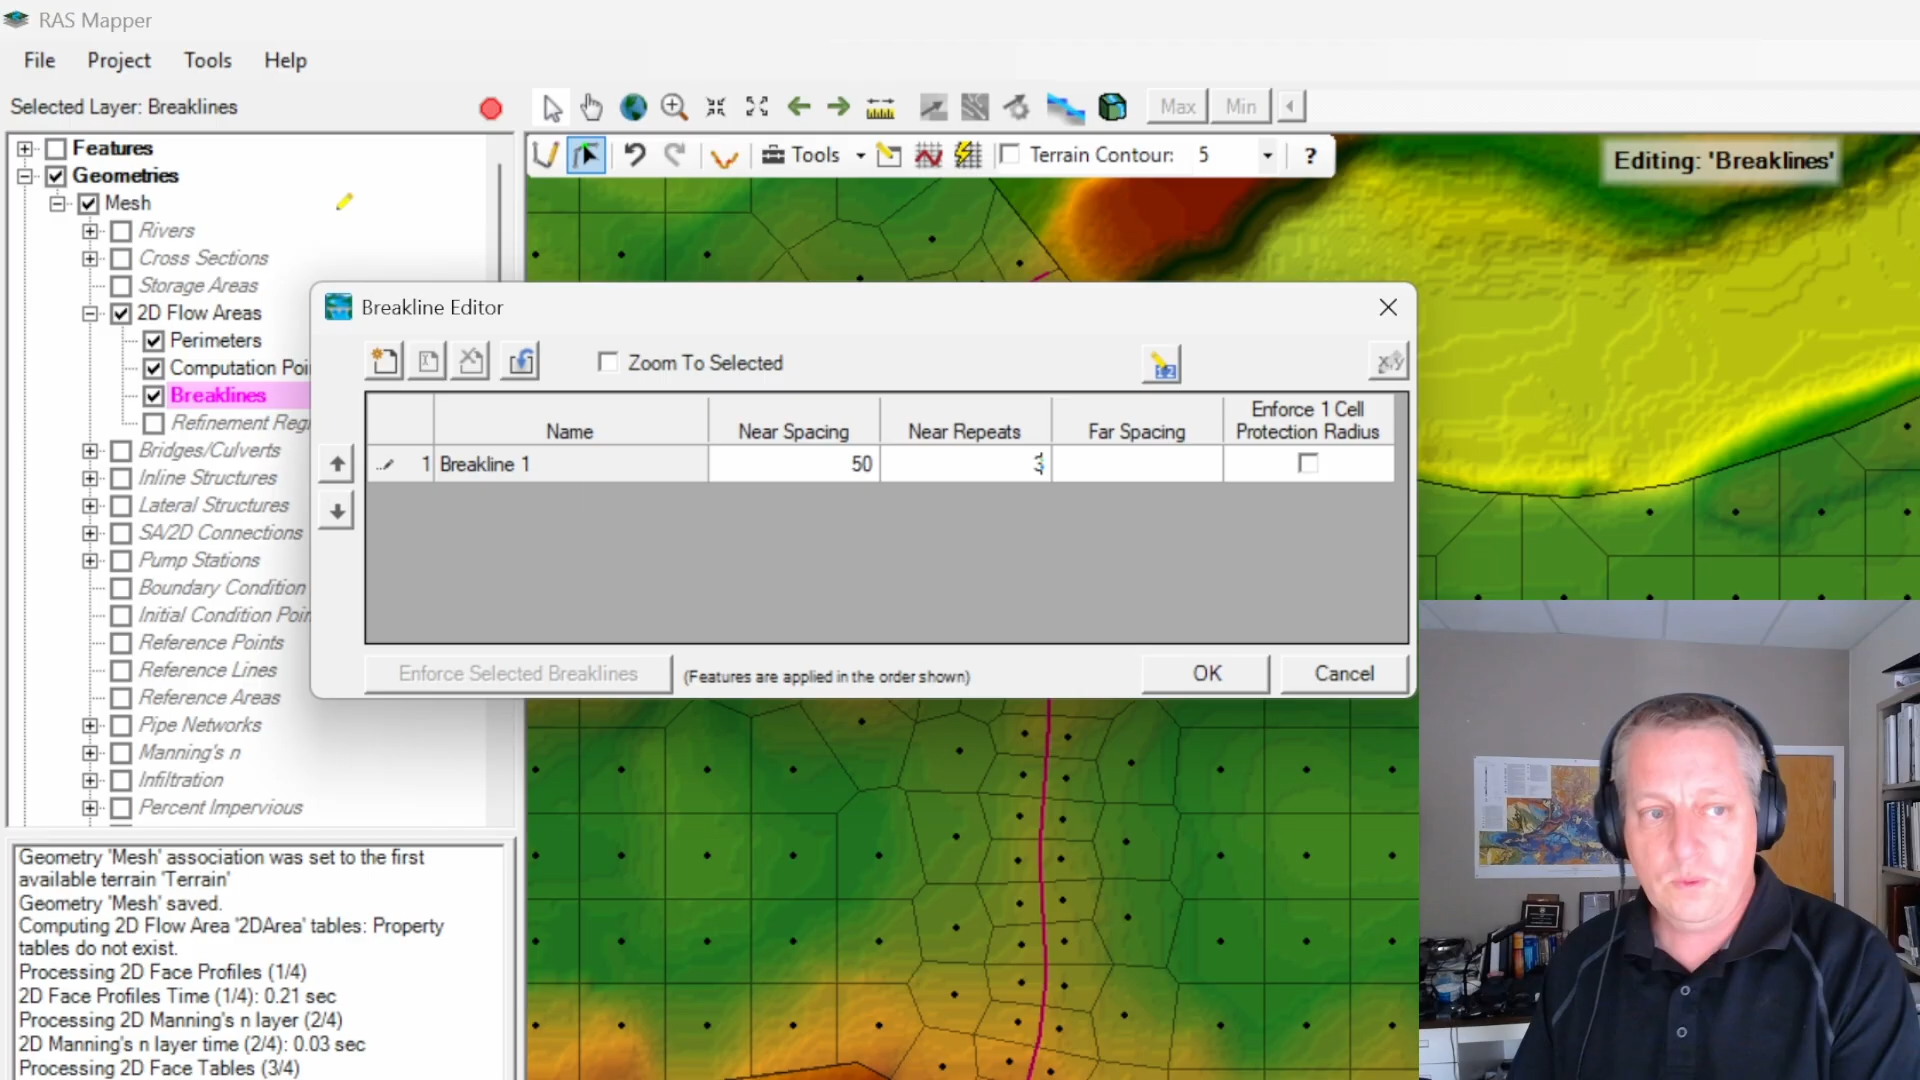 RAS Mapper
File Project Tools Help
Selected Layer: Breaklines
Max Min
Features
Geometries
Mesh
Rivers
Cross Sections
Storage Areas
2D Flow Areas
Perimeters
Computation Poi
Breaklines
Refinement Reg
Bridges/Culverts
Inline Structures
Lateral Structures
SA/2D Connections
Pump Stations
Boundary Condition
Initial Condition Poin
Reference Points
Reference Lines
Reference Areas
Pipe Networks
Manning's n
Infiltration
Percent Impervious
Tools Terrain Contour: 5 ?
Editing: 'Breaklines'
Breakline Editor
Zoom To Selected
Name Near Spacing Near Repeats Far Spacing Enforce 1 Cell
Protection Radius
1 Breakline 1 50 3
Enforce Selected Breaklines (Features are applied in the order shown) OK Cancel
Geometry 'Mesh' association was set to the first
available terrain 'Terrain'
Geometry 'Mesh' saved.
Computing 2D Flow Area '2DArea' tables: Property
tables do not exist.
Processing 2D Face Profiles (1/4)
2D Face Profiles Time (1/4): 0.21 sec
Processing 2D Manning's n layer (2/4)
2D Manning's n layer time (2/4): 0.03 sec
Processing 2D Face Tables (3/4)